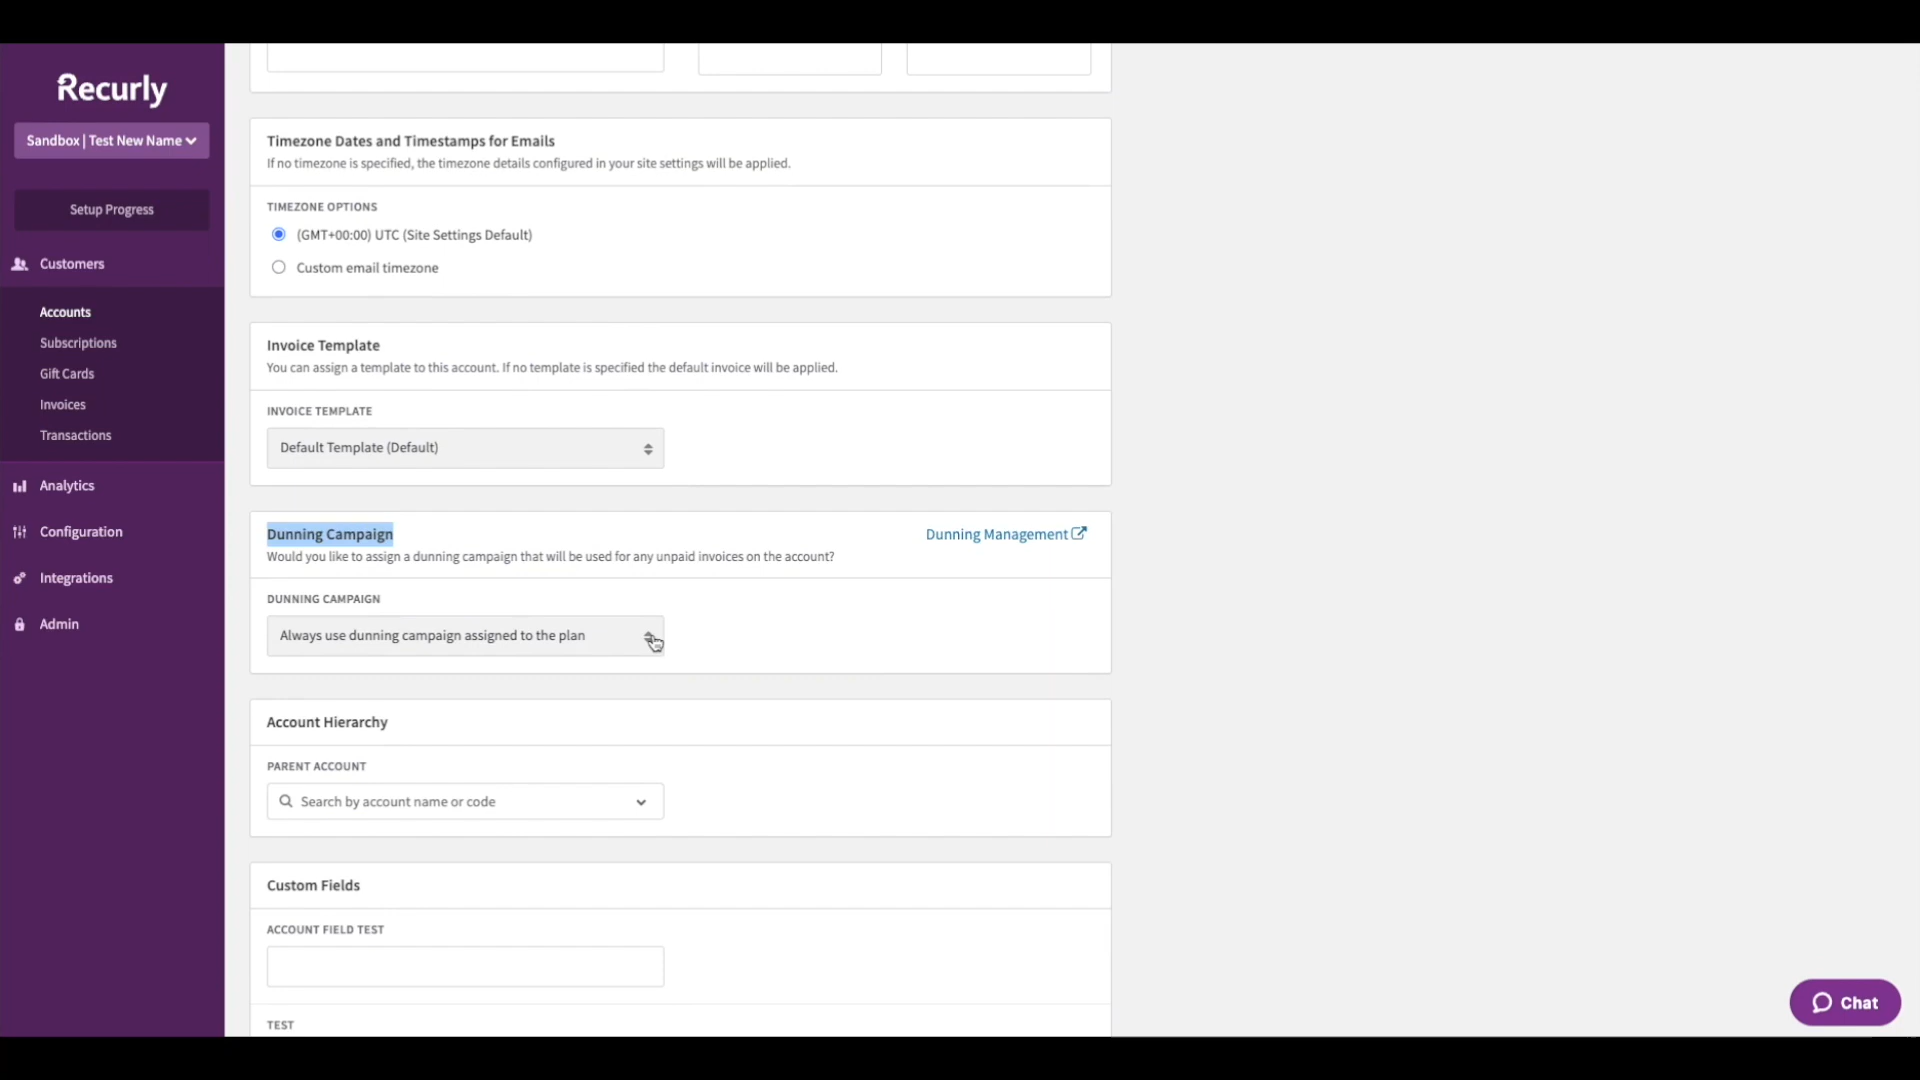 Recurly
Sandbox | Test New Name
Setup Progress
Customers
Accounts
Subscriptions
Gift Cards
Invoices
Transactions
Analytics
Configuration
Integrations
Admin
Timezone Dates and Timestamps for Emails
If no timezone is specified, the timezone details configured in your site settings will be applied.
TIMEZONE OPTIONS
(GMT+00:00) UTC (Site Settings Default)
Custom email timezone
Invoice Template
You can assign a template to this account. If no template is specified the default invoice will be applied.
INVOICE TEMPLATE
Default Template (Default)
Dunning Campaign
Dunning Management
Would you like to assign a dunning campaign that will be used for any unpaid invoices on the account?
DUNNING CAMPAIGN
Always use dunning campaign assigned to the plan
Account Hierarchy
PARENT ACCOUNT
Search by account name or code
Custom Fields
ACCOUNT FIELD TEST
TEST
Chat